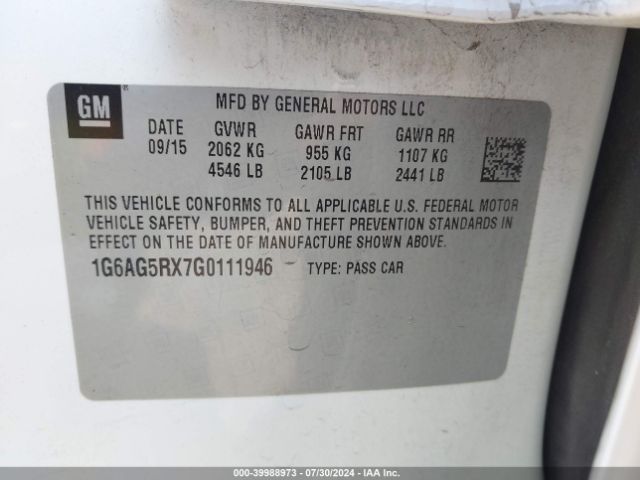 GM
MFD BY GENERAL MOTORS LLC
DATE GVWR GAWR FRT GAWR RR
09/15 2062 KG 955 KG 1107 KG
4546 LB 2105 LB 2441 LB
THIS VEHICLE CONFORMS TO ALL APPLICABLE U.S. FEDERAL MOTOR
VEHICLE SAFETY, BUMPER, AND THEFT PREVENTION STANDARDS IN
EFFECT ON THE DATE OF MANUFACTURE SHOWN ABOVE.
1G6AG5RX7G0111946 TYPE: PASS CAR
000-39988973 / 07/30/2024 - IAA Inc.